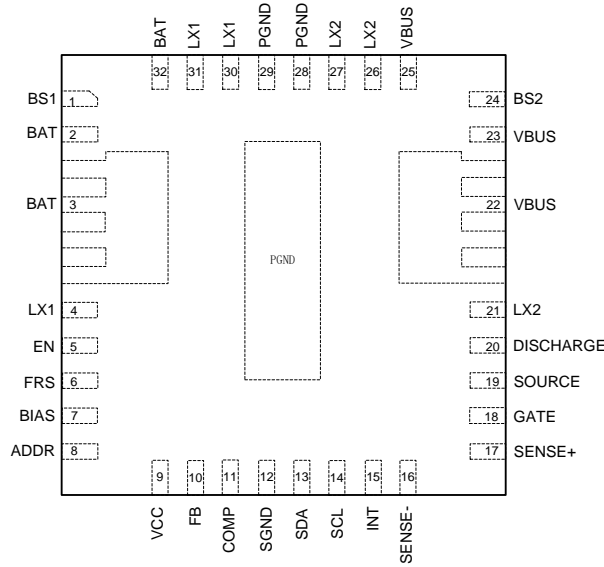 BAT LX1 LX1 PGND PGND LX2 LX2 VBUS
32 31 30 29 28 27 26 25
BS1 1
24 BS2
BAT 2
23 VBUS
BAT 3
22 VBUS
PGND
LX1 4
21 LX2
EN 5
20 DISCHARGE
FRS 6
19 SOURCE
BIAS 7
18 GATE
ADDR 8
17 SENSE+
9 10 11 12 13 14 15 16
VCC FB COMP SGND SDA SCL INT SENSE-